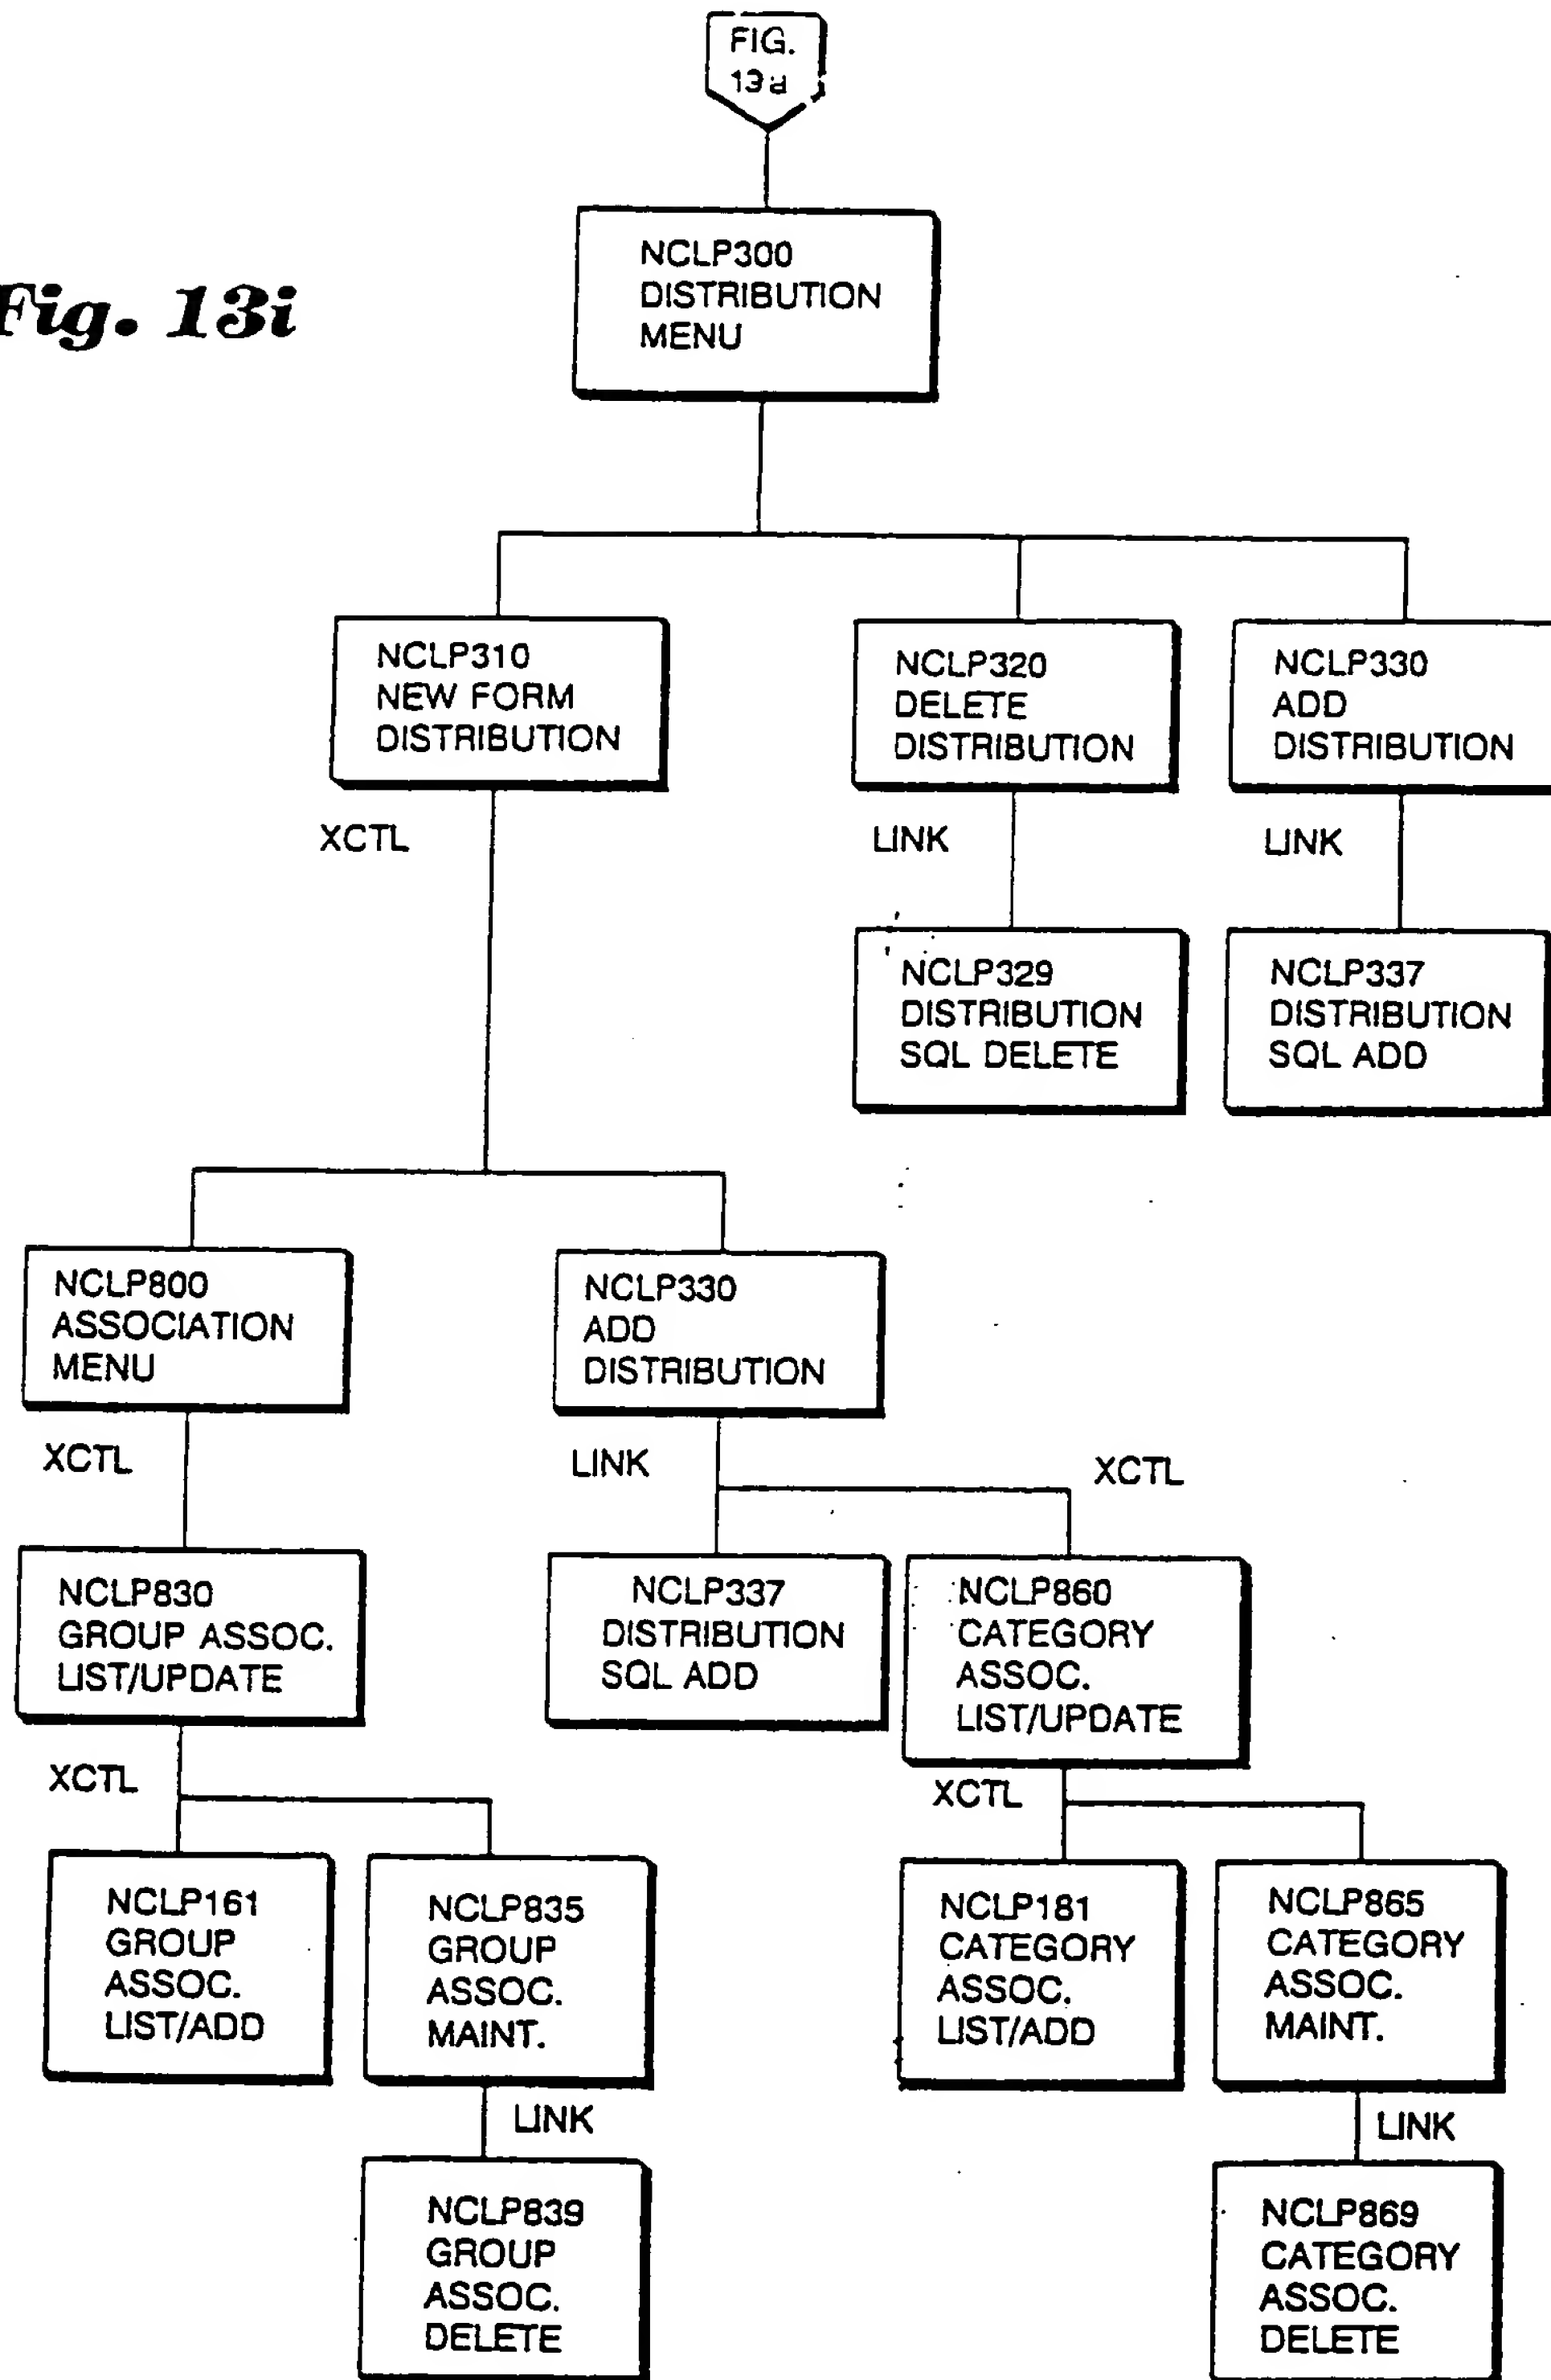 FIG.
13a
Fig. 13i
NCLP300
DISTRIBUTION
MENU
NCLP310
NEW FORM
DISTRIBUTION
NCLP320
DELETE
DISTRIBUTION
NCLP330
ADD
DISTRIBUTION
XCTL
LINK
LINK
NCLP329
DISTRIBUTION
SQL DELETE
NCLP337
DISTRIBUTION
SQL ADD
NCLP800
ASSOCIATION
MENU
NCLP330
ADD
DISTRIBUTION
XCTL
LINK
XCTL
NCLP830
GROUP ASSOC.
LIST/UPDATE
NCLP337
DISTRIBUTION
SQL ADD
NCLP860
CATEGORY
ASSOC.
LIST/UPDATE
XCTL
XCTL
NCLP161
GROUP
ASSOC.
LIST/ADD
NCLP835
GROUP
ASSOC.
MAINT.
NCLP181
CATEGORY
ASSOC.
LIST/ADD
NCLP865
CATEGORY
ASSOC.
MAINT.
LINK
LINK
NCLP839
GROUP
ASSOC.
DELETE
NCLP869
CATEGORY
ASSOC.
DELETE